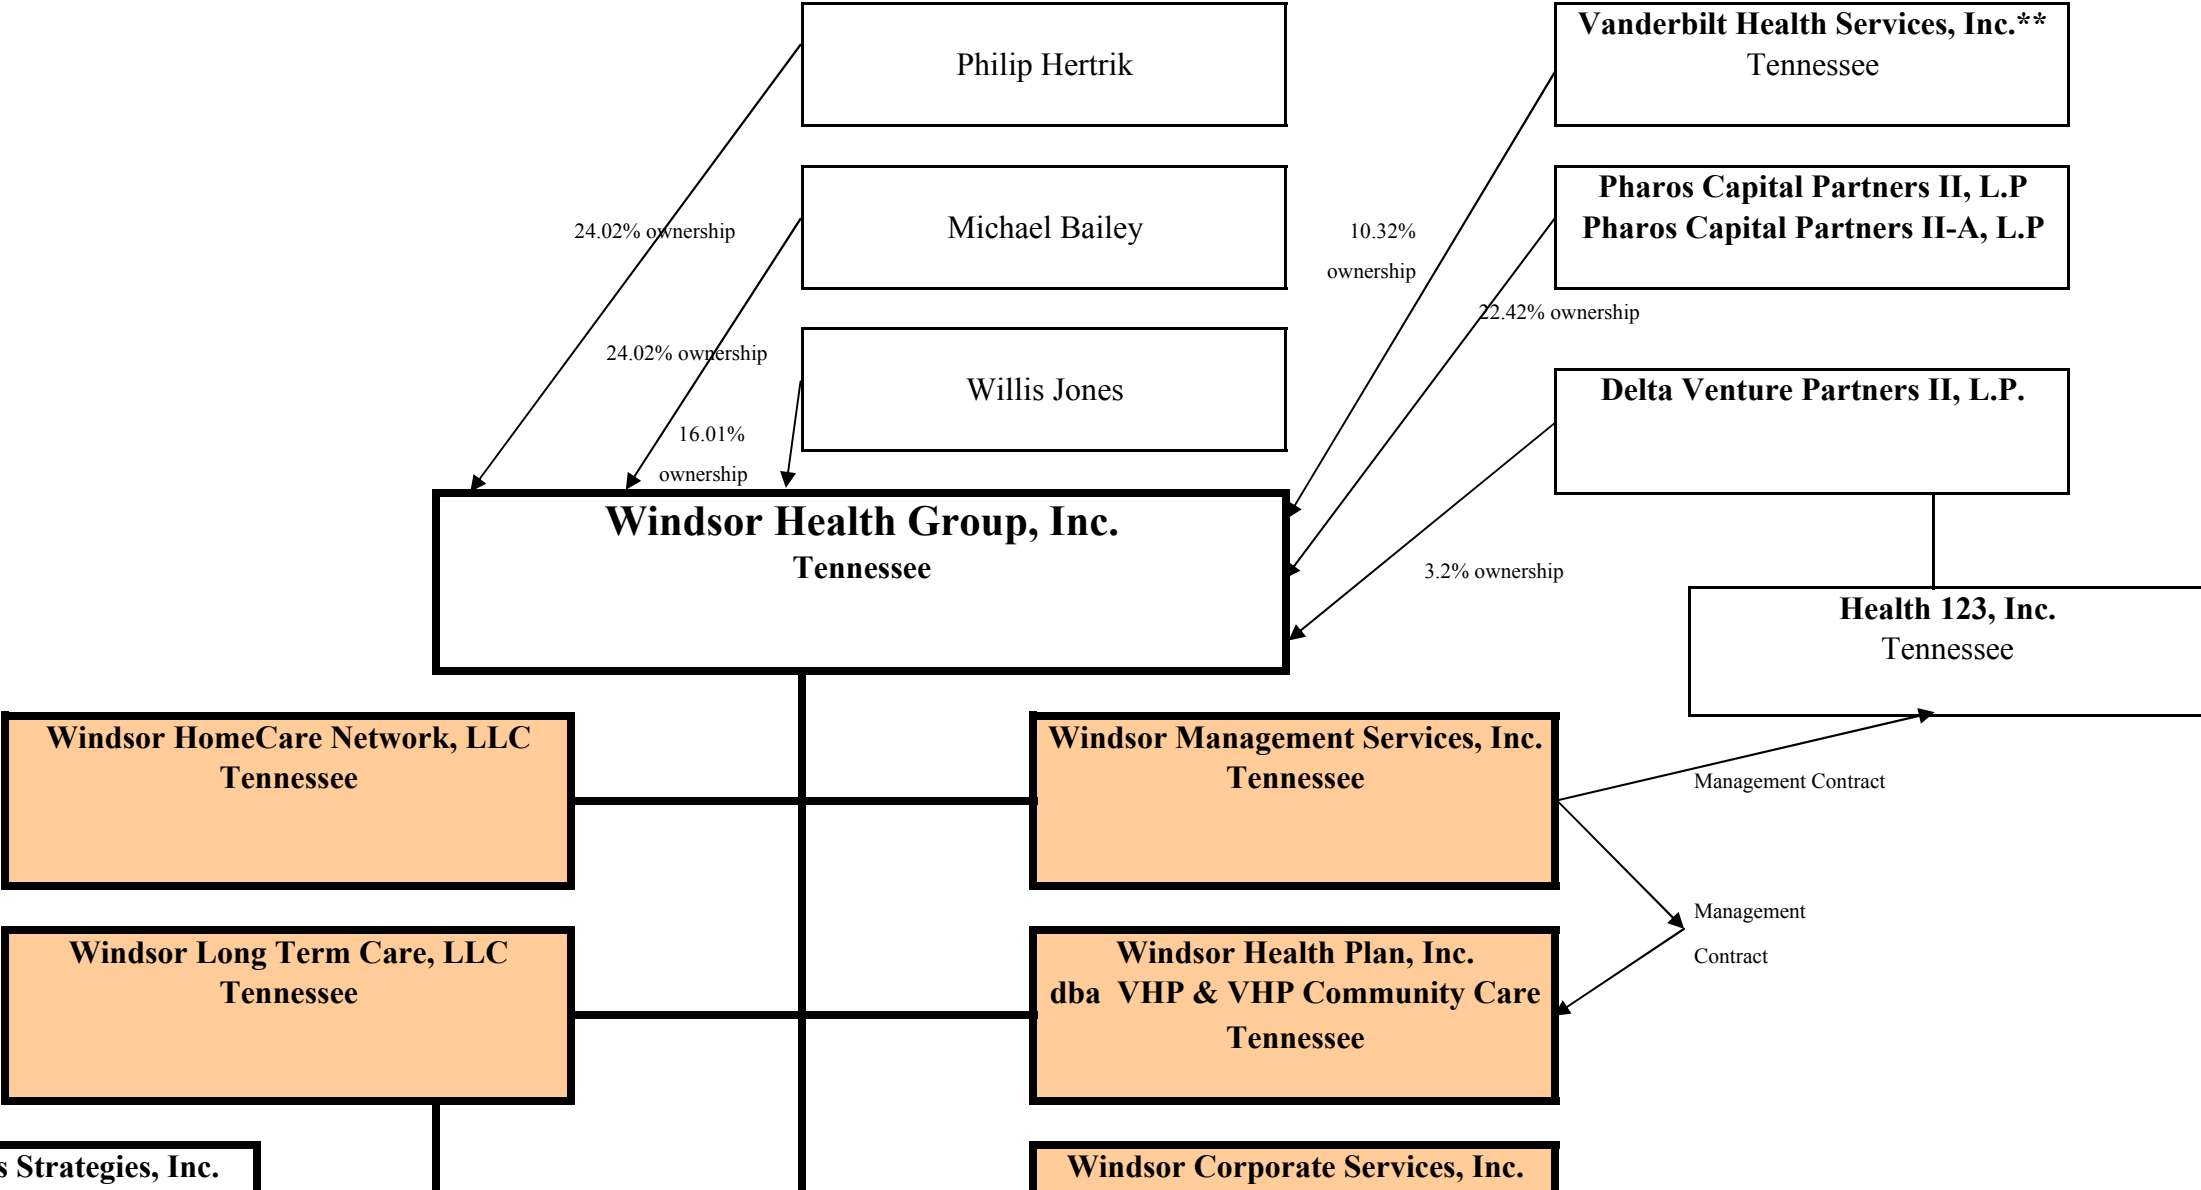 Philip Hertrik
Vanderbilt Health Services, Inc.**
Tennessee
Michael Bailey
Pharos Capital Partners II, L.P
Pharos Capital Partners II-A, L.P
24.02% ownership
10.32%
ownership
22.42% ownership
24.02% ownership
Willis Jones
Delta Venture Partners II, L.P.
16.01%
ownership
Windsor Health Group, Inc.
Tennessee
3.2% ownership
Health 123, Inc.
Tennessee
Windsor HomeCare Network, LLC
Tennessee
Windsor Management Services, Inc.
Tennessee
Management Contract
Management
Contract
Windsor Long Term Care, LLC
Tennessee
Windsor Health Plan, Inc.
dba VHP & VHP Community Care
Tennessee
s Strategies, Inc.
Windsor Corporate Services, Inc.